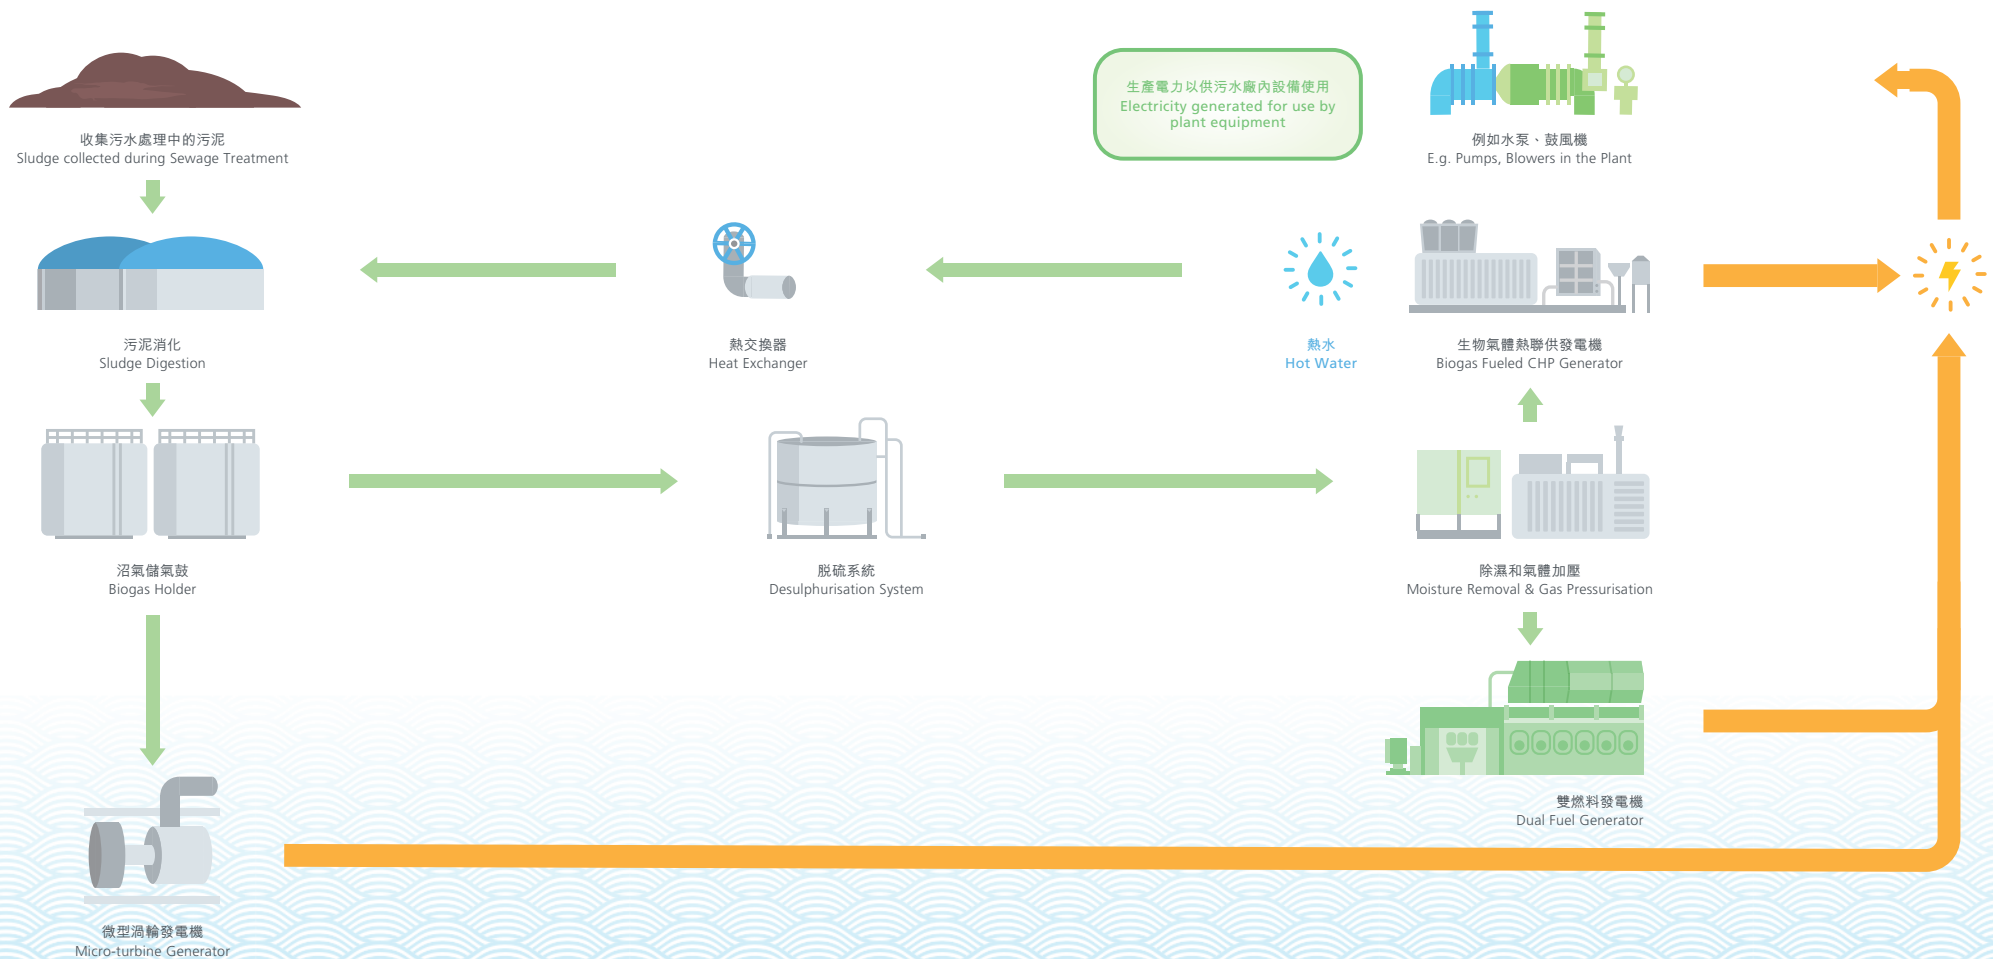 生產電力以供污水廠內設備使用
Electricity generated for use by
plant equipment
收集污水處理中的污泥
Sludge collected during Sewage Treatment
例如水泵、鼓風機
E.g. Pumps, Blowers in the Plant
污泥消化
Sludge Digestion
熱交換器
Heat Exchanger
熱水
Hot Water
生物氣體熱聯供發電機
Biogas Fueled CHP Generator
沼氣儲氣鼓
Biogas Holder
脱硫系統
Desulphurisation System
除濕和氣體加壓
Moisture Removal & Gas Pressurisation
雙燃料發電機
Dual Fuel Generator
微型渦輪發電機
Micro-turbine Generator